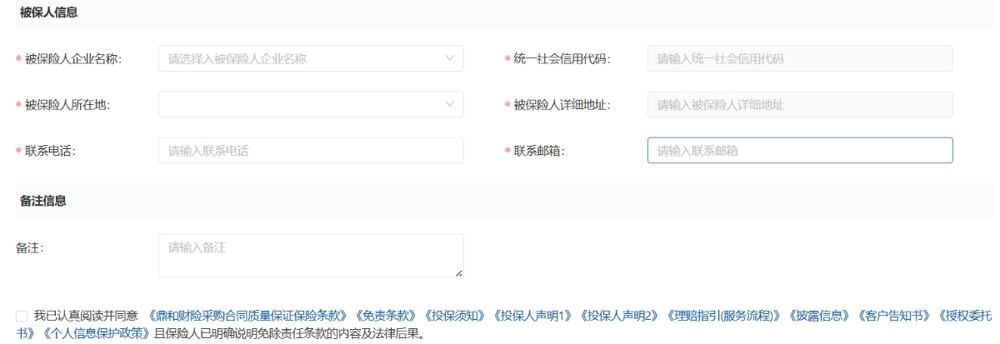 被保人信息
* 被保险人企业名称: 请选择入被保险人企业名称 * 统一社会信用代码: 请输入统一社会信用代码
* 被保险人所在地: * 被保险人详细地址: 请输入被保险人详细地址
* 联系电话: 请输入联系电话 * 联系邮箱: 请输入联系邮箱
备注信息
备注: 请输入备注
我已认真阅读并同意 《鼎和财险采购合同质量保证保险条款》《免责条款》《投保须知》《投保人声明1》《投保人声明2》《理赔指引(服务流程)》《披露信息》《客户告知书》《授权委托
书》《个人信息保护政策》且保险人已明确说明免除责任条款的内容及法律后果。